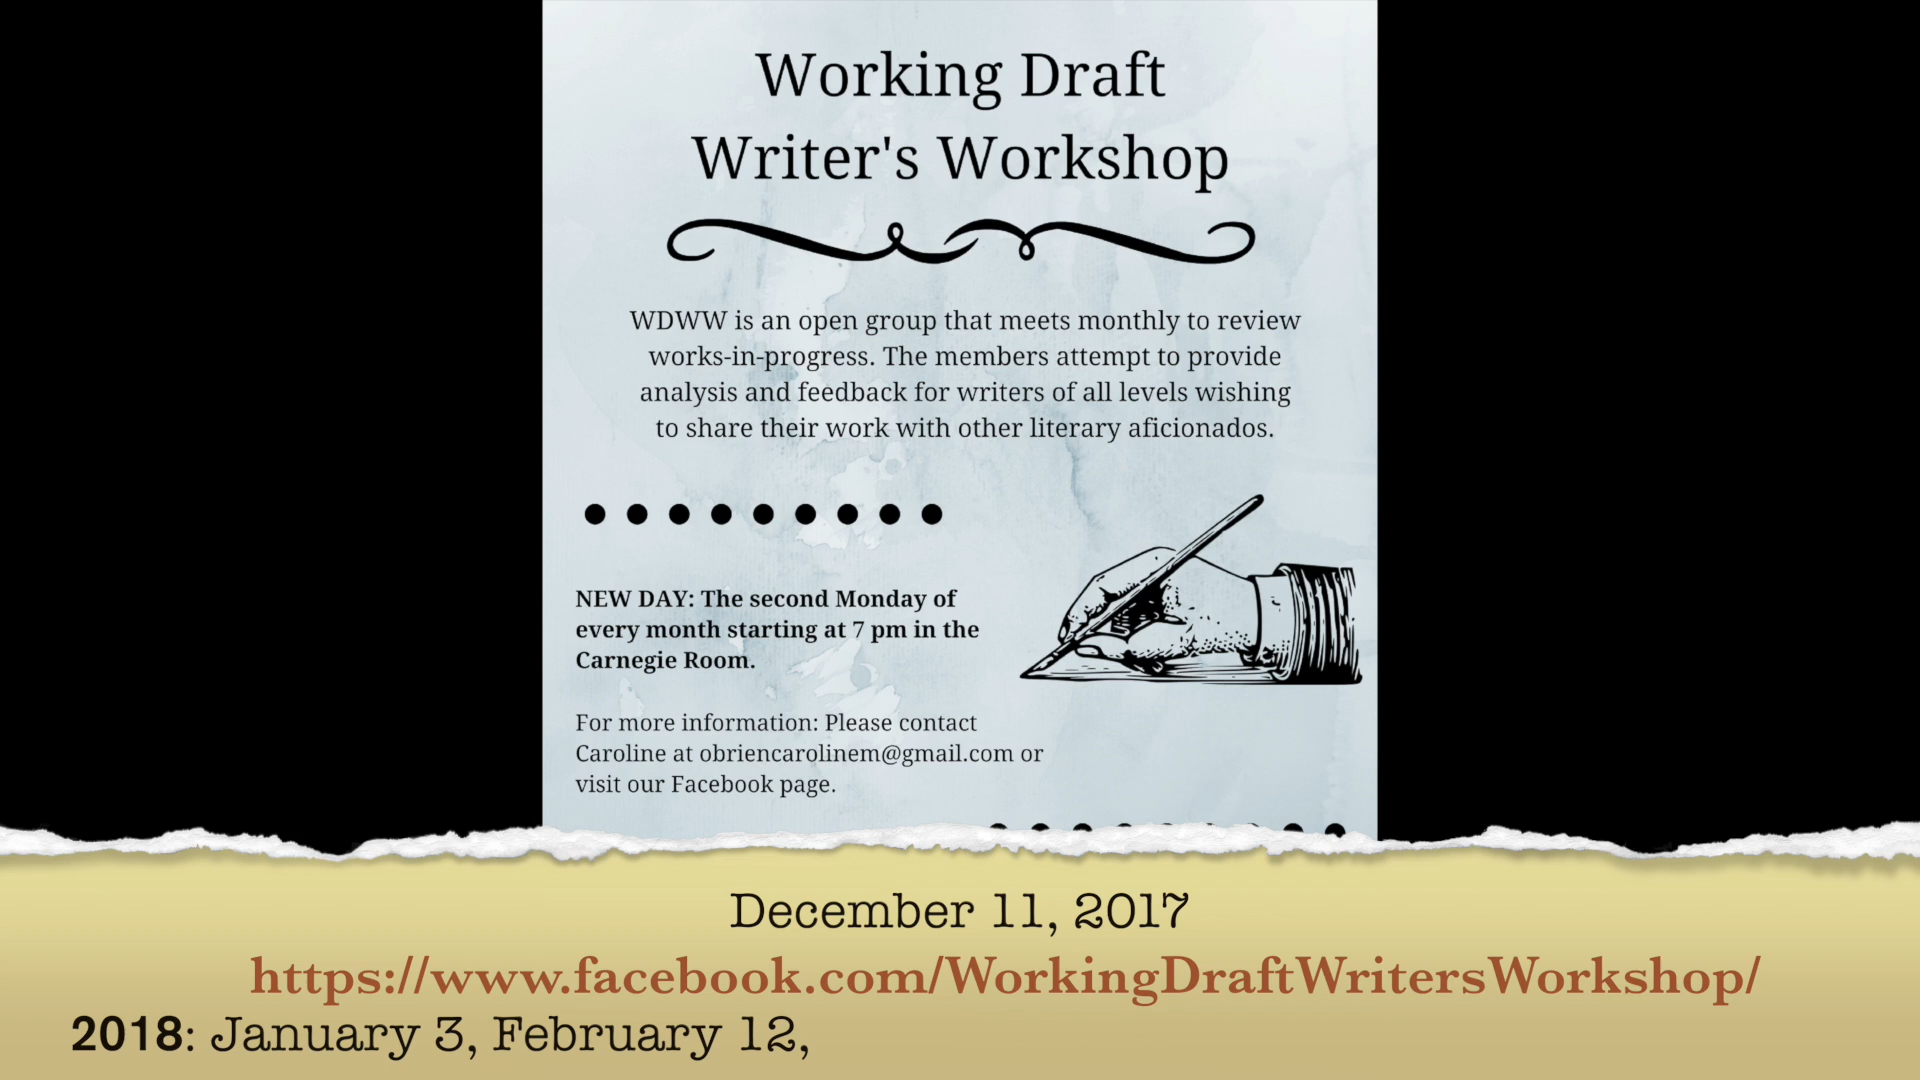 Working Draft
Writer's Workshop
WDWW is an open group that meets monthly to review
works-in-progress. The members attempt to provide
analysis and feedback for writers of all levels wishing
to share their work with other literary aficionados.
NEW DAY: The second Monday of
every month starting at 7 pm in the
Carnegie Room.
For more information: Please contact
Caroline at obriencarolinem@gmail.com or
visit our Facebook page.
December 11, 2017
https://www.facebook.com/WorkingDraftWritersWorkshop/
2018: January 3, February 12,